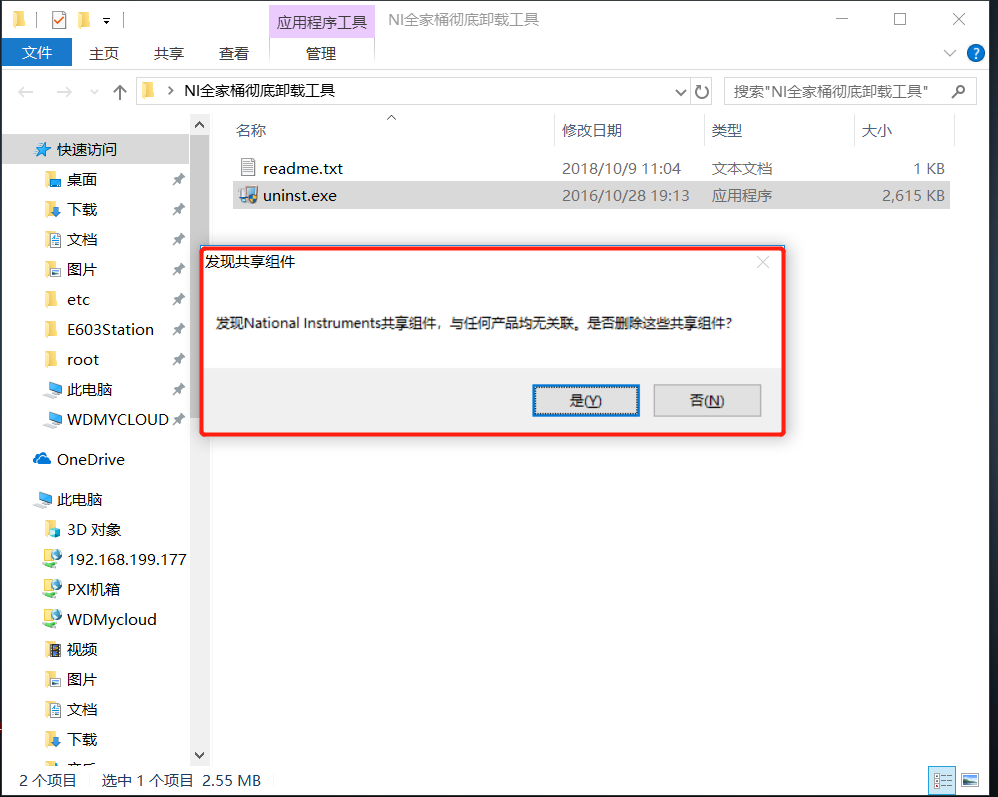 应用程序工具 NI全家桶彻底卸载工具
文件 主页 共享 查看 管理
NI全家桶彻底卸载工具 搜索"NI全家桶彻底卸载工具"
名称 修改日期 类型 大小
快速访问
readme.txt 2018/10/9 11:04 文本文档 1 KB
桌面
uninst.exe 2016/10/28 19:13 应用程序 2,615 KB
下载
文档
发现共享组件
图片
etc
发现National Instruments共享组件，与任何产品均无关联。是否删除这些共享组件？
E603Station
root
此电脑
是(Y) 否(N)
WDMYCLOUD
OneDrive
此电脑
3D 对象
192.168.199.177
PXI机箱
WDMycloud
视频
图片
文档
下载
2 个项目 选中 1 个项目 2.55 MB